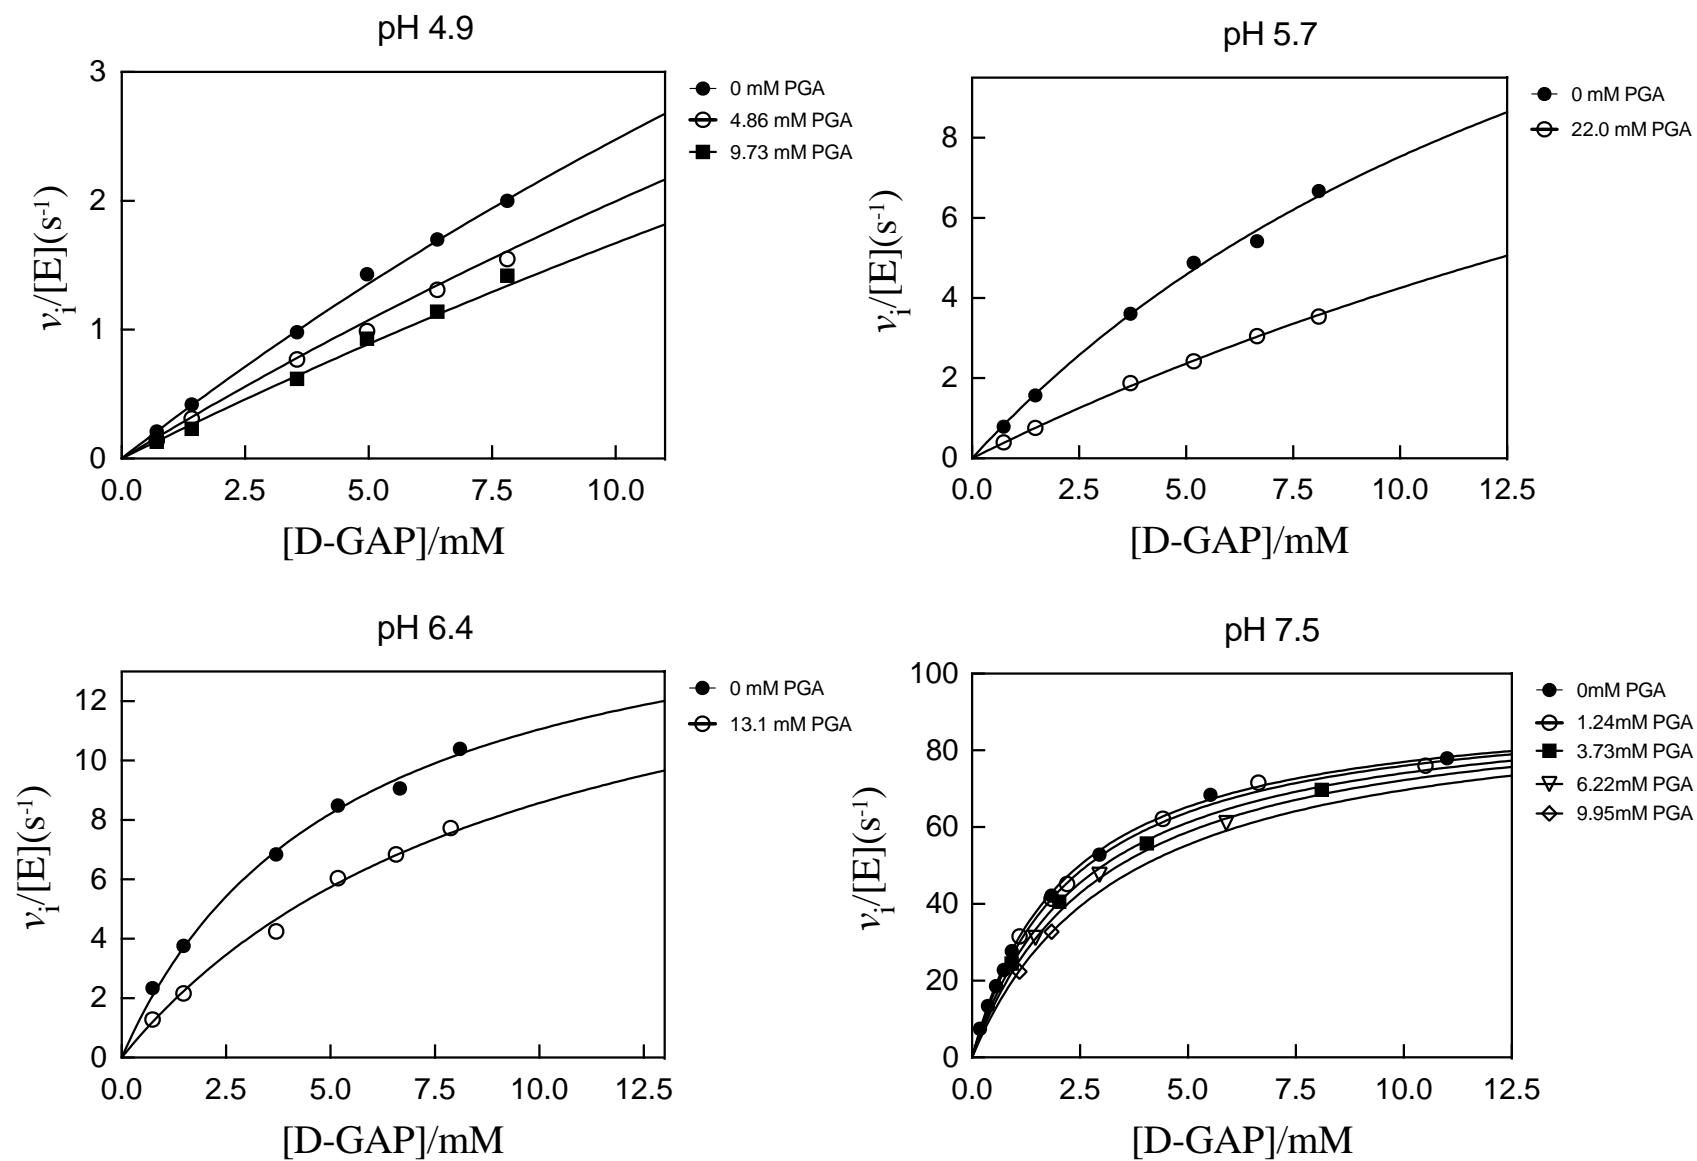 pH 4.9
3
2
1
0
0.0 2.5 5.0 7.5 10.0
vi/[E](s-1)
[D-GAP]/mM
0 mM PGA
4.86 mM PGA
9.73 mM PGA
pH 5.7
8
6
4
2
0
0.0 2.5 5.0 7.5 10.0 12.5
vi/[E](s-1)
[D-GAP]/mM
0 mM PGA
22.0 mM PGA
pH 6.4
12
10
8
6
4
2
0
0.0 2.5 5.0 7.5 10.0 12.5
vi/[E](s-1)
[D-GAP]/mM
0 mM PGA
13.1 mM PGA
pH 7.5
100
80
60
40
20
0
0.0 2.5 5.0 7.5 10.0 12.5
vi/[E](s-1)
[D-GAP]/mM
0mM PGA
1.24mM PGA
3.73mM PGA
6.22mM PGA
9.95mM PGA